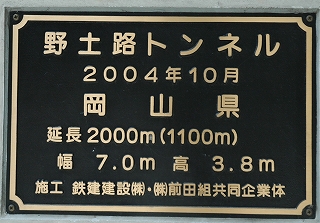 野土路トンネル
2004年10月
岡山県
延長2000m(1100m)
幅 7.0m 高 3.8m
施工 鉄建建設㈱・㈱前田組共同企業体